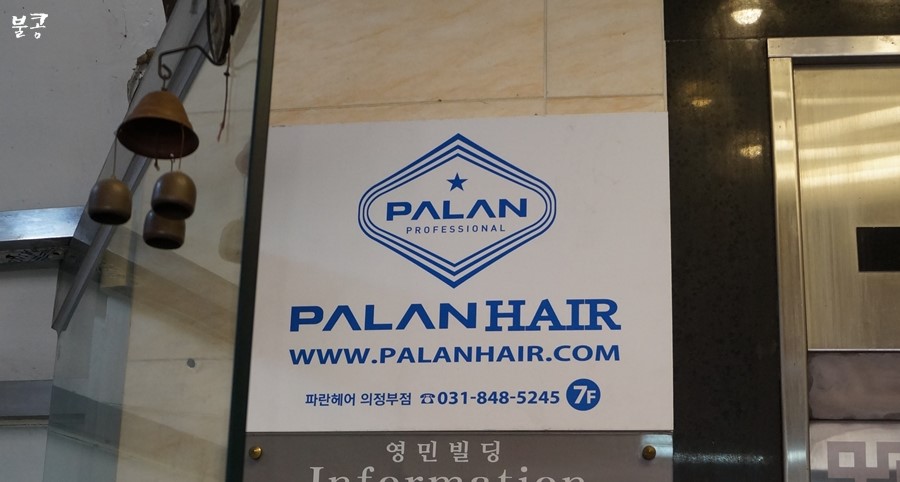 불콩
PALAN
PROFESSIONAL
PALANHAIR
WWW.PALANHAIR.COM
파란헤어 의정부점 ☎031-848-5245 7F
영민빌딩
Information